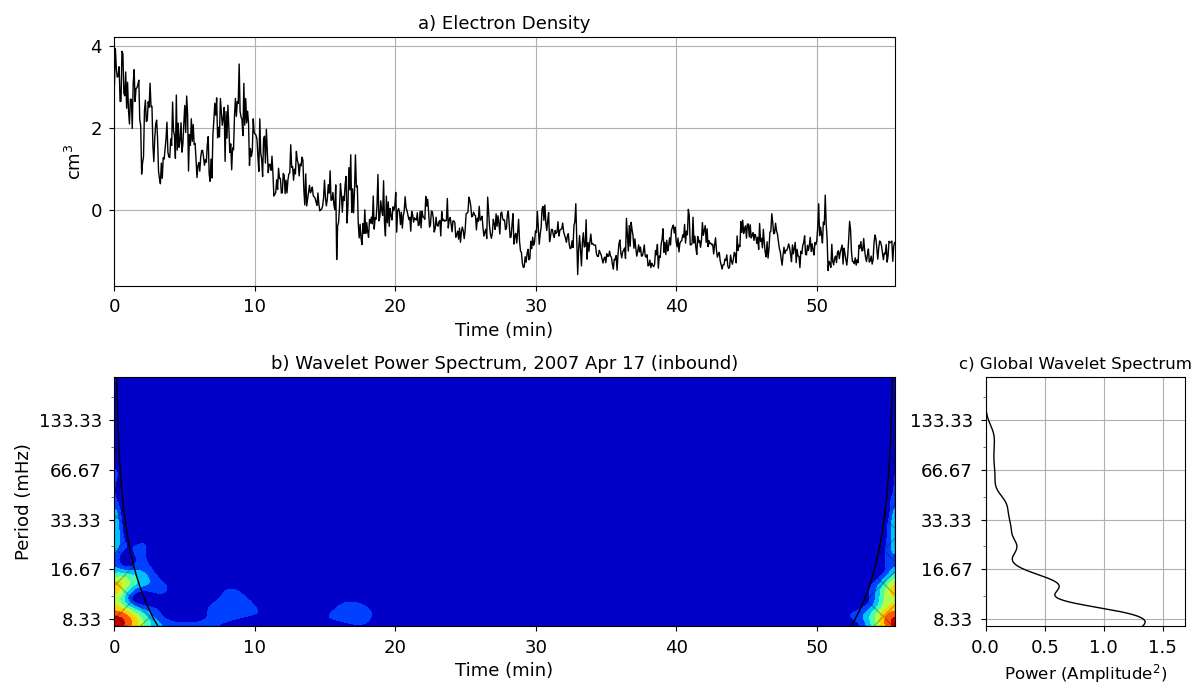 a) Electron Density
4
2
0
cm³
0 10 20 30 40 50
Time (min)
b) Wavelet Power Spectrum, 2007 Apr 17 (inbound)
133.33
66.67
33.33
16.67
8.33
Period (mHz)
0 10 20 30 40 50
Time (min)
c) Global Wavelet Spectrum
133.33
66.67
33.33
16.67
8.33
0.0 0.5 1.0 1.5
Power (Amplitude²)